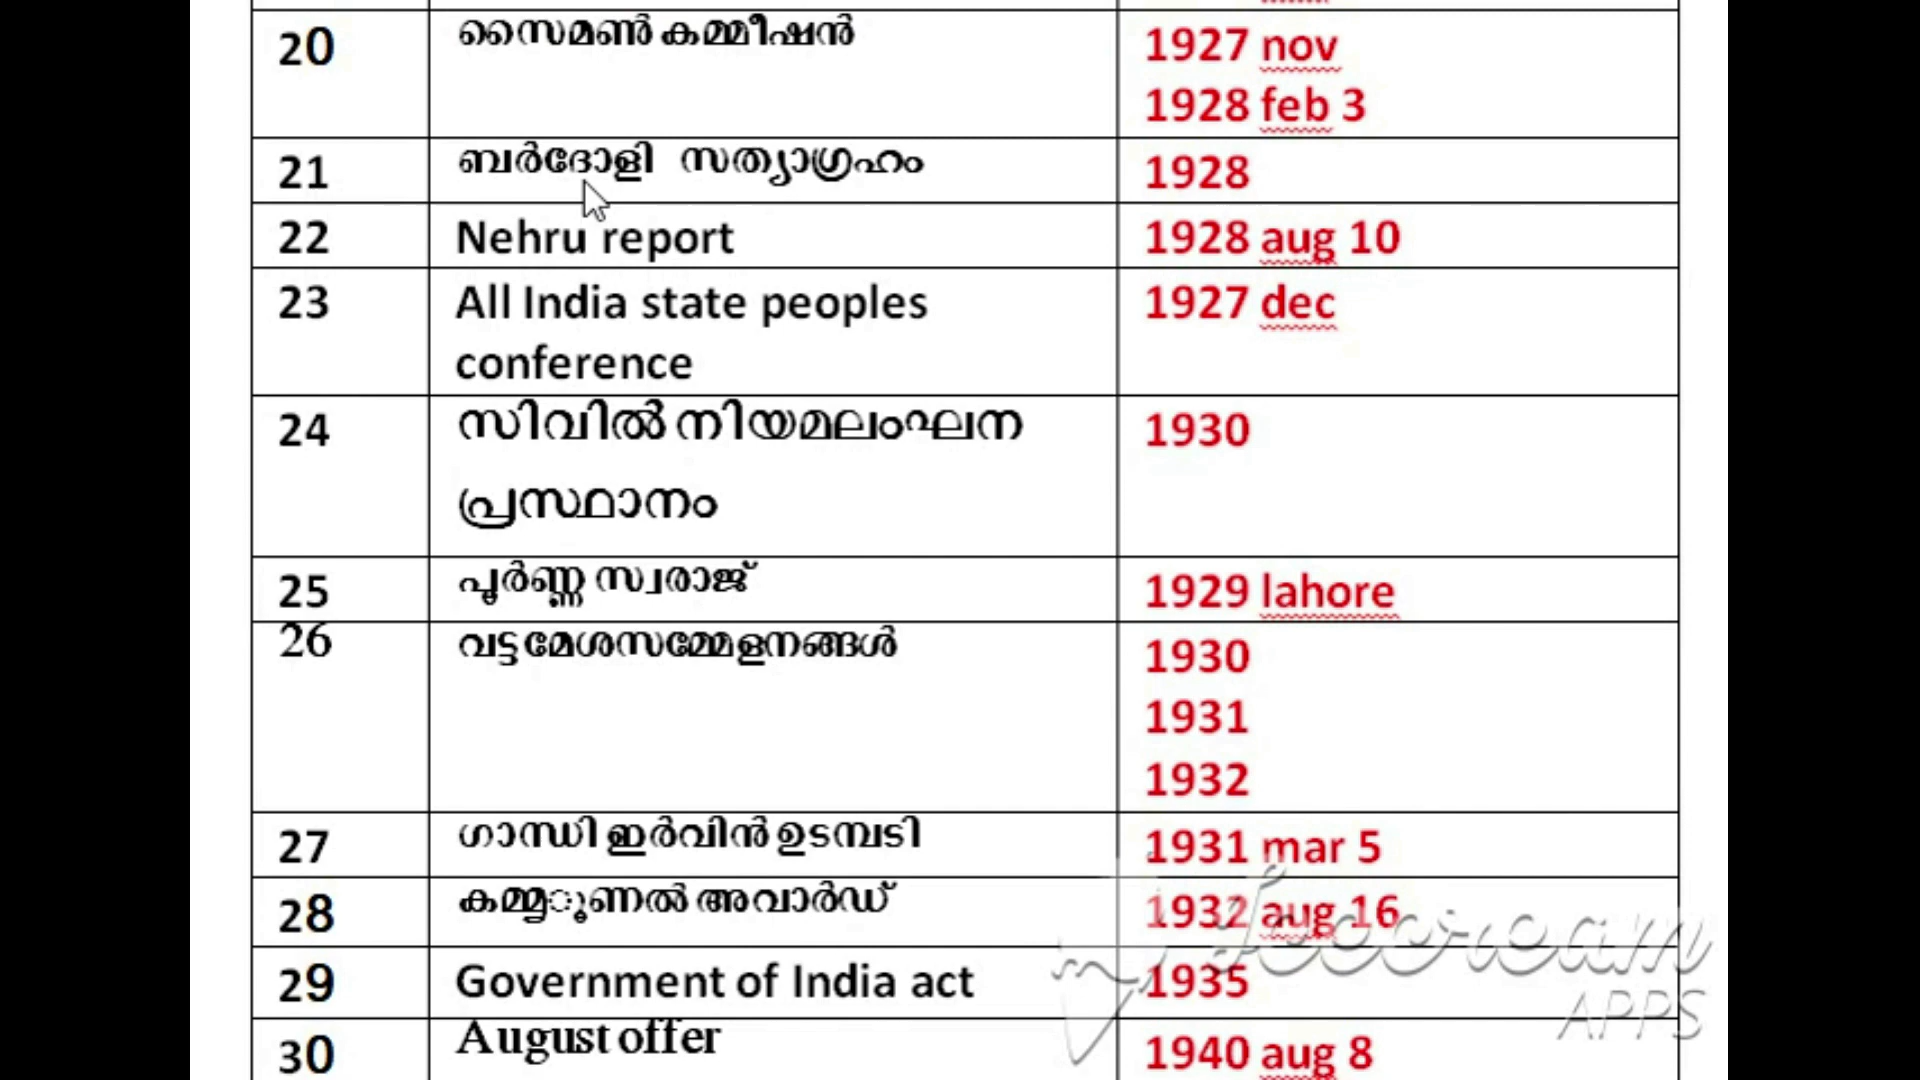 20 സൈമൺ കമ്മീഷൻ 1927 nov
1928 feb 3
21 ബർദോളി സത്യാഗ്രഹം 1928
22 Nehru report 1928 aug 10
23 All India state peoples 1927 dec
conference
24 സിവിൽ നിയമലംഘന 1930
പ്രസ്ഥാനം
25 പൂർണ്ണ സ്വരാജ് 1929 lahore
26 വട്ടമേശസമ്മേളനങ്ങൾ 1930
1931
1932
27 ഗാന്ധി ഇർവിൻ ഉടമ്പടി 1931 mar 5
28 അവാർഡ് 1932 aug 16
29 Government of India act 1935
30 August offer 1940 aug 8
APPS